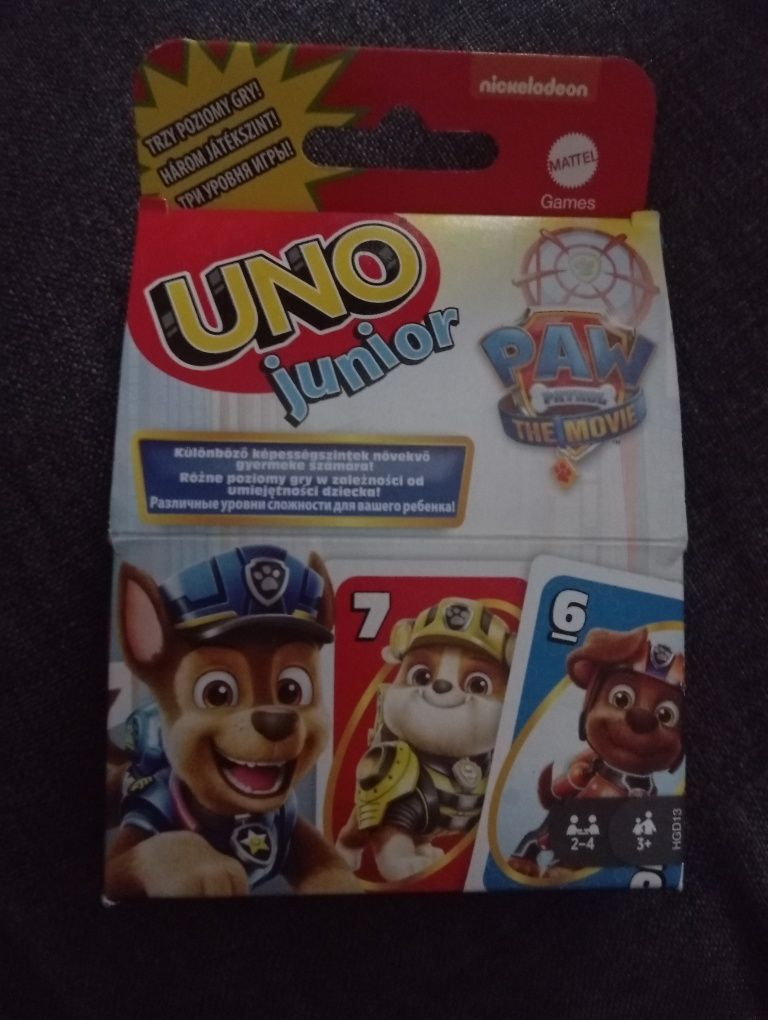 nickelodeon
TRZY POZIOMY GRY!
HÁROM JÁTÉKSZINT!
ТРИ УРОВНЯ ИГРЫ!
MATTEL
Games
UNO
junior
PAW
PATROL
THE MOVIE
TM
Különböző képességszintek növekvő
gyermeke számára!
Różne poziomy gry w zależności od
umiejętności dziecka!
Различные уровни сложности для вашего ребенка!
7
6
2-4
3+
HGD13